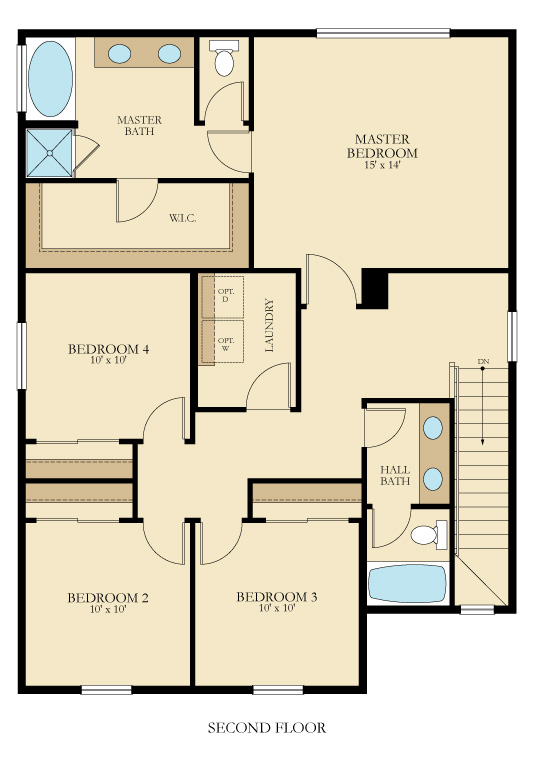 MASTER
BATH
MASTER
BEDROOM
15' x 14'
W.I.C.
OPT.
D
OPT.
W
LAUNDRY
BEDROOM 4
10' x 10'
DN
HALL
BATH
BEDROOM 2
10' x 10'
BEDROOM 3
10' x 10'
SECOND FLOOR